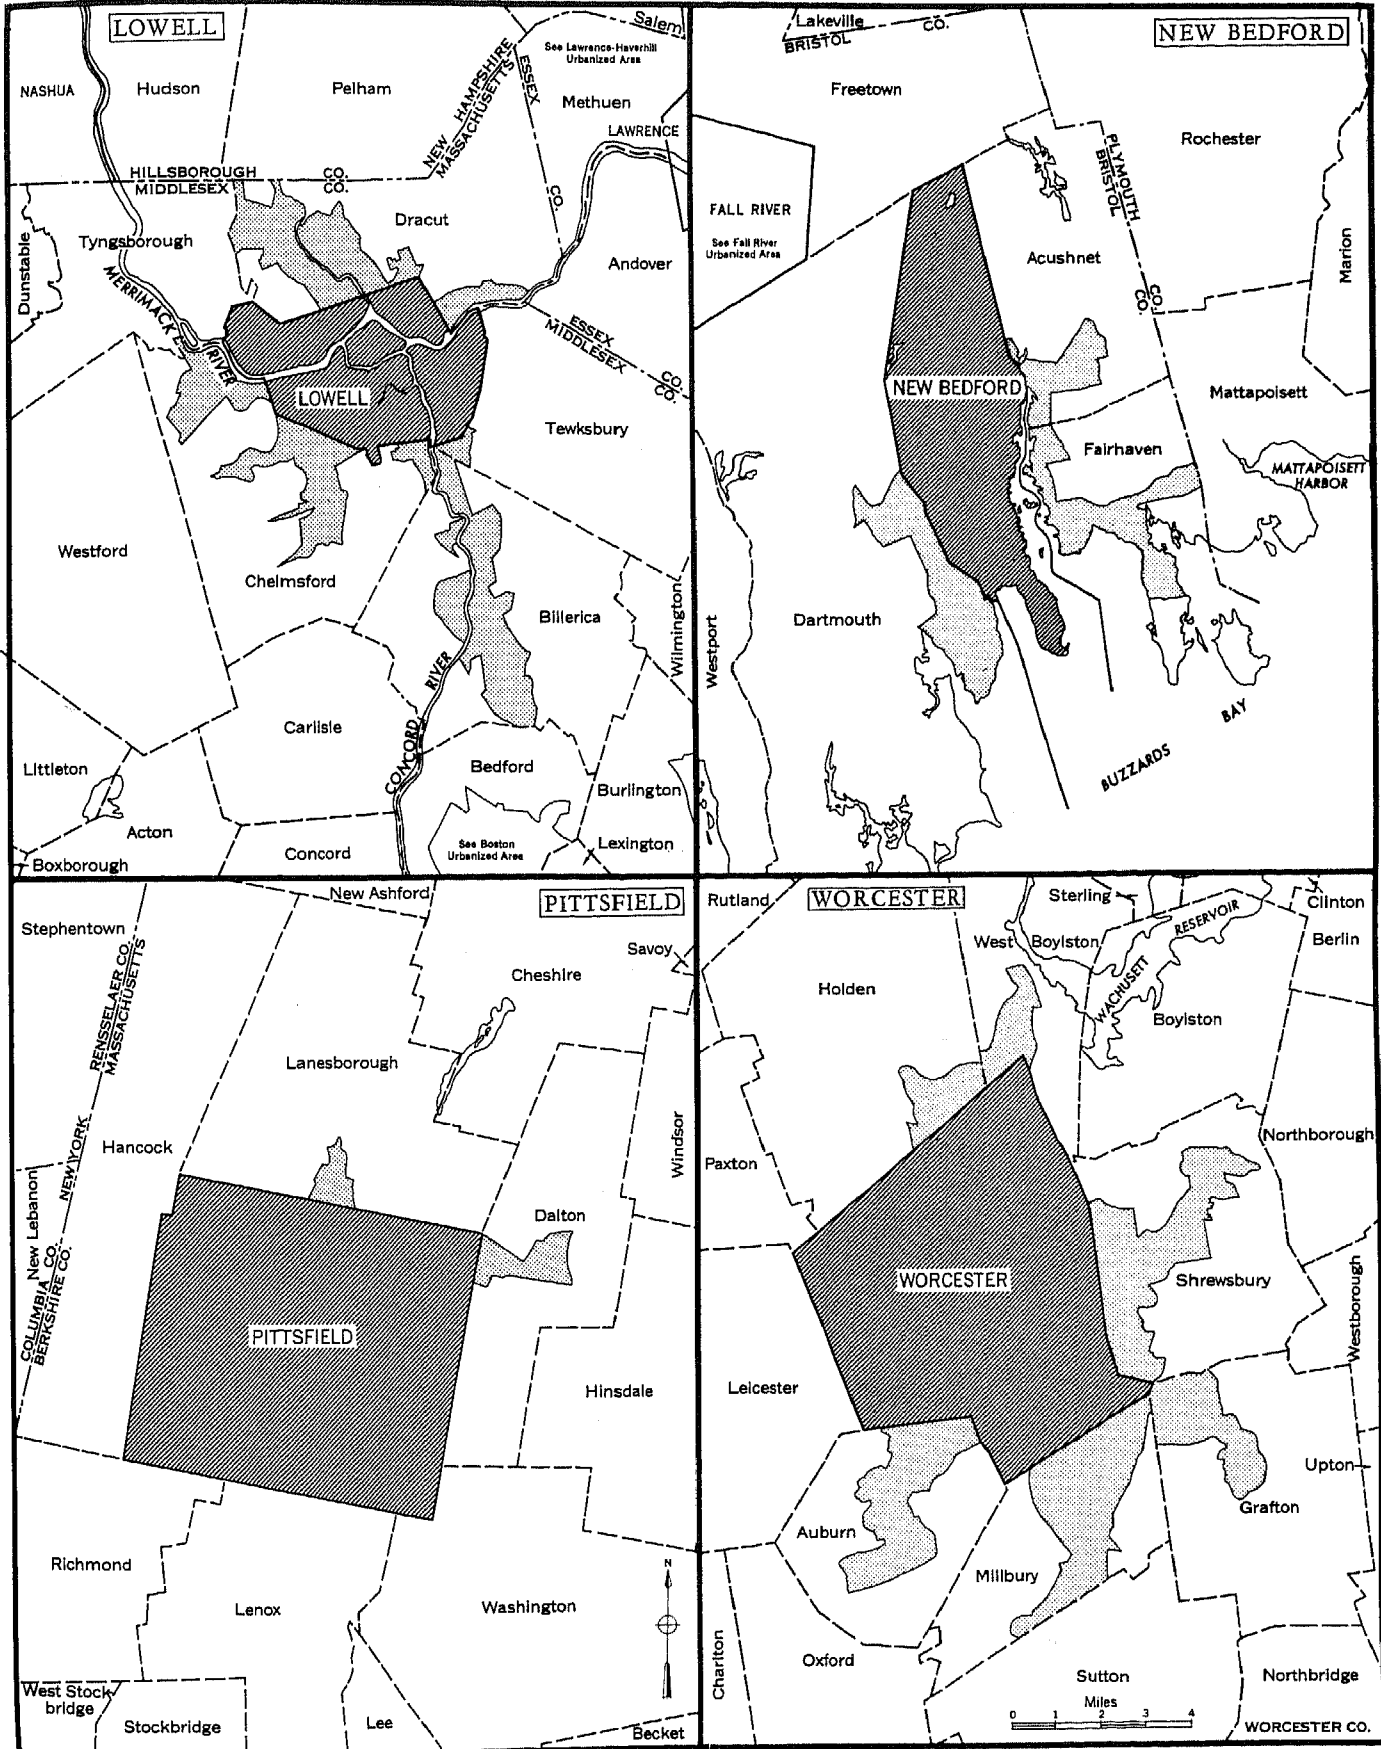 LOWELL
Salem
See Lawrence-Haverhill
Urbanized Area
NASHUA
Hudson
Pelham
NEW HAMPSHIRE
MASSACHUSETTS
ESSEX
CO.
Methuen
LAWRENCE
HILLSBOROUGH CO.
MIDDLESEX CO.
Dracut
Tyngsborough
Dunstable
Andover
MERRIMACK
RIVER
ESSEX CO.
MIDDLESEX CO.
LOWELL
Tewksbury
Westford
Chelmsford
Billerica
Wilmington
CONCORD RIVER
Carlisle
Littleton
Bedford
Burlington
Acton
See Boston
Urbanized Area
Lexington
Boxborough
Concord
NEW BEDFORD
Lakeville
BRISTOL CO.
Freetown
Rochester
PLYMOUTH CO.
BRISTOL CO.
FALL RIVER
See Fall River
Urbanized Area
Acushnet
Marion
NEW BEDFORD
Mattapoisett
Fairhaven
MATTAPOISETT
HARBOR
Dartmouth
Westport
BUZZARDS BAY
PITTSFIELD
New Ashford
Stephentown
Savoy
Cheshire
RENSSELAER CO.
MASSACHUSETTS
Lanesborough
Hancock
NEW YORK
Windsor
New Lebanon
COLUMBIA CO.
BERKSHIRE CO.
Dalton
PITTSFIELD
Hinsdale
Richmond
N
Lenox
Washington
West Stock-
bridge
Stockbridge
Lee
Becket
WORCESTER
Rutland
Sterling
Clinton
West Boylston
RESERVOIR
WACHUSETT
Berlin
Holden
Boylston
Northborough
Paxton
WORCESTER
Shrewsbury
Westborough
Leicester
Upton
Grafton
Auburn
Millbury
Charlton
Oxford
Sutton
Northbridge
Miles
0 1 2 3 4
WORCESTER CO.